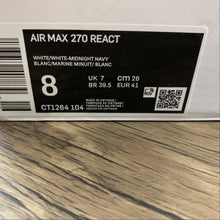 AIR MAX 270 REACT
WHITE/WHITE-MIDNIGHT NAVY
BLANC/MARINE MINUIT/ BLANC
8
UK 7
cm 26
BR 39.5
EUR 41
CT1264 104